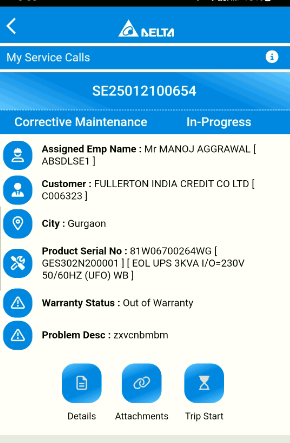 DELTA
My Service Calls
SE25012100654
Corrective Maintenance In-Progress
Assigned Emp Name : Mr MANOJ AGGRAWAL [
ABSDLSE1 ]
Customer : FULLERTON INDIA CREDIT CO LTD [
C006323 ]
City : Gurgaon
Product Serial No : 81W06700264WG [
GES302N200001 ] [ EOL UPS 3KVA I/O=230V
50/60HZ (UFO) WB ]
Warranty Status : Out of Warranty
Problem Desc : zxvcnbmbm
Details Attachments Trip Start